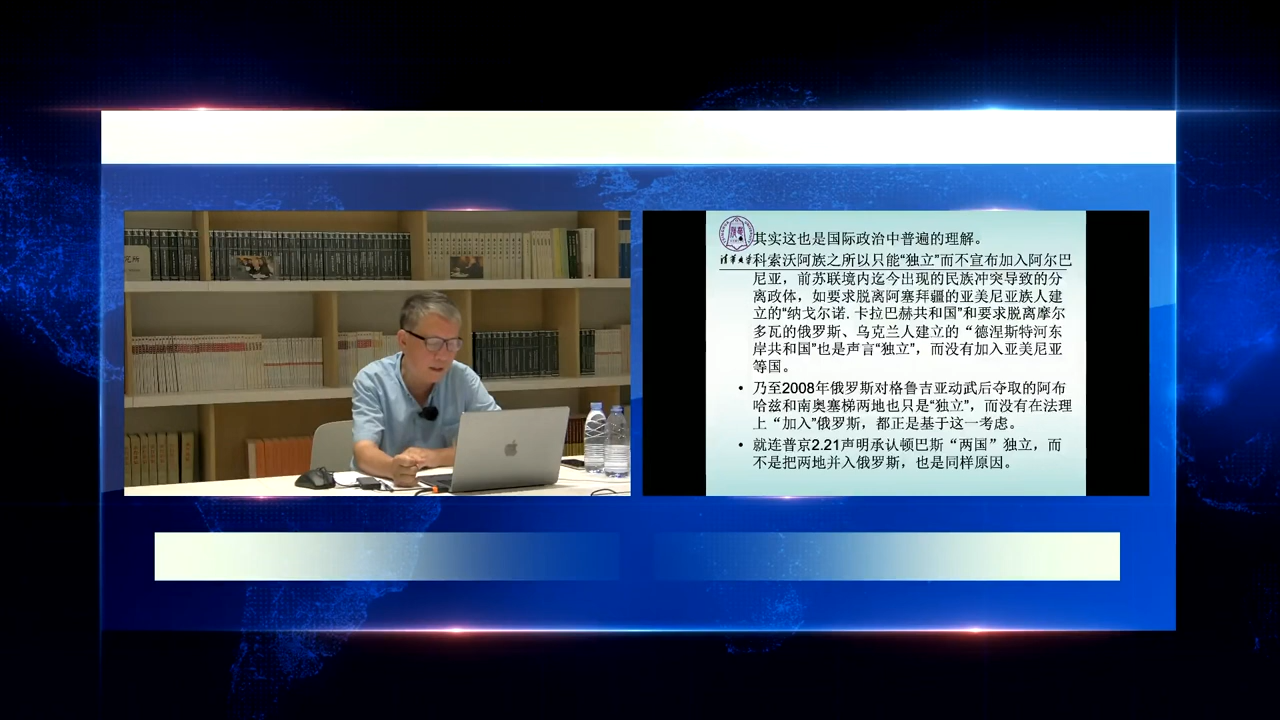 究所
其实这也是国际政治中普遍的理解。
清华大学
科索沃阿族之所以只能“独立”而不宣布加入阿尔巴
尼亚，前苏联境内迄今出现的民族冲突导致的分
离政体，如要求脱离阿塞拜疆的亚美尼亚族人建
立的“纳戈尔诺. 卡拉巴赫共和国”和要求脱离摩尔
多瓦的俄罗斯、乌克兰人建立的“德涅斯特河东
岸共和国”也是声言“独立”，而没有加入亚美尼亚
等国。
• 乃至2008年俄罗斯对格鲁吉亚动武后夺取的阿布
哈兹和南奥塞梯两地也只是“独立”，而没有在法理
上“加入”俄罗斯，都正是基于这一考虑。
• 就连普京2.21声明承认顿巴斯“两国”独立，而
不是把两地并入俄罗斯，也是同样原因。